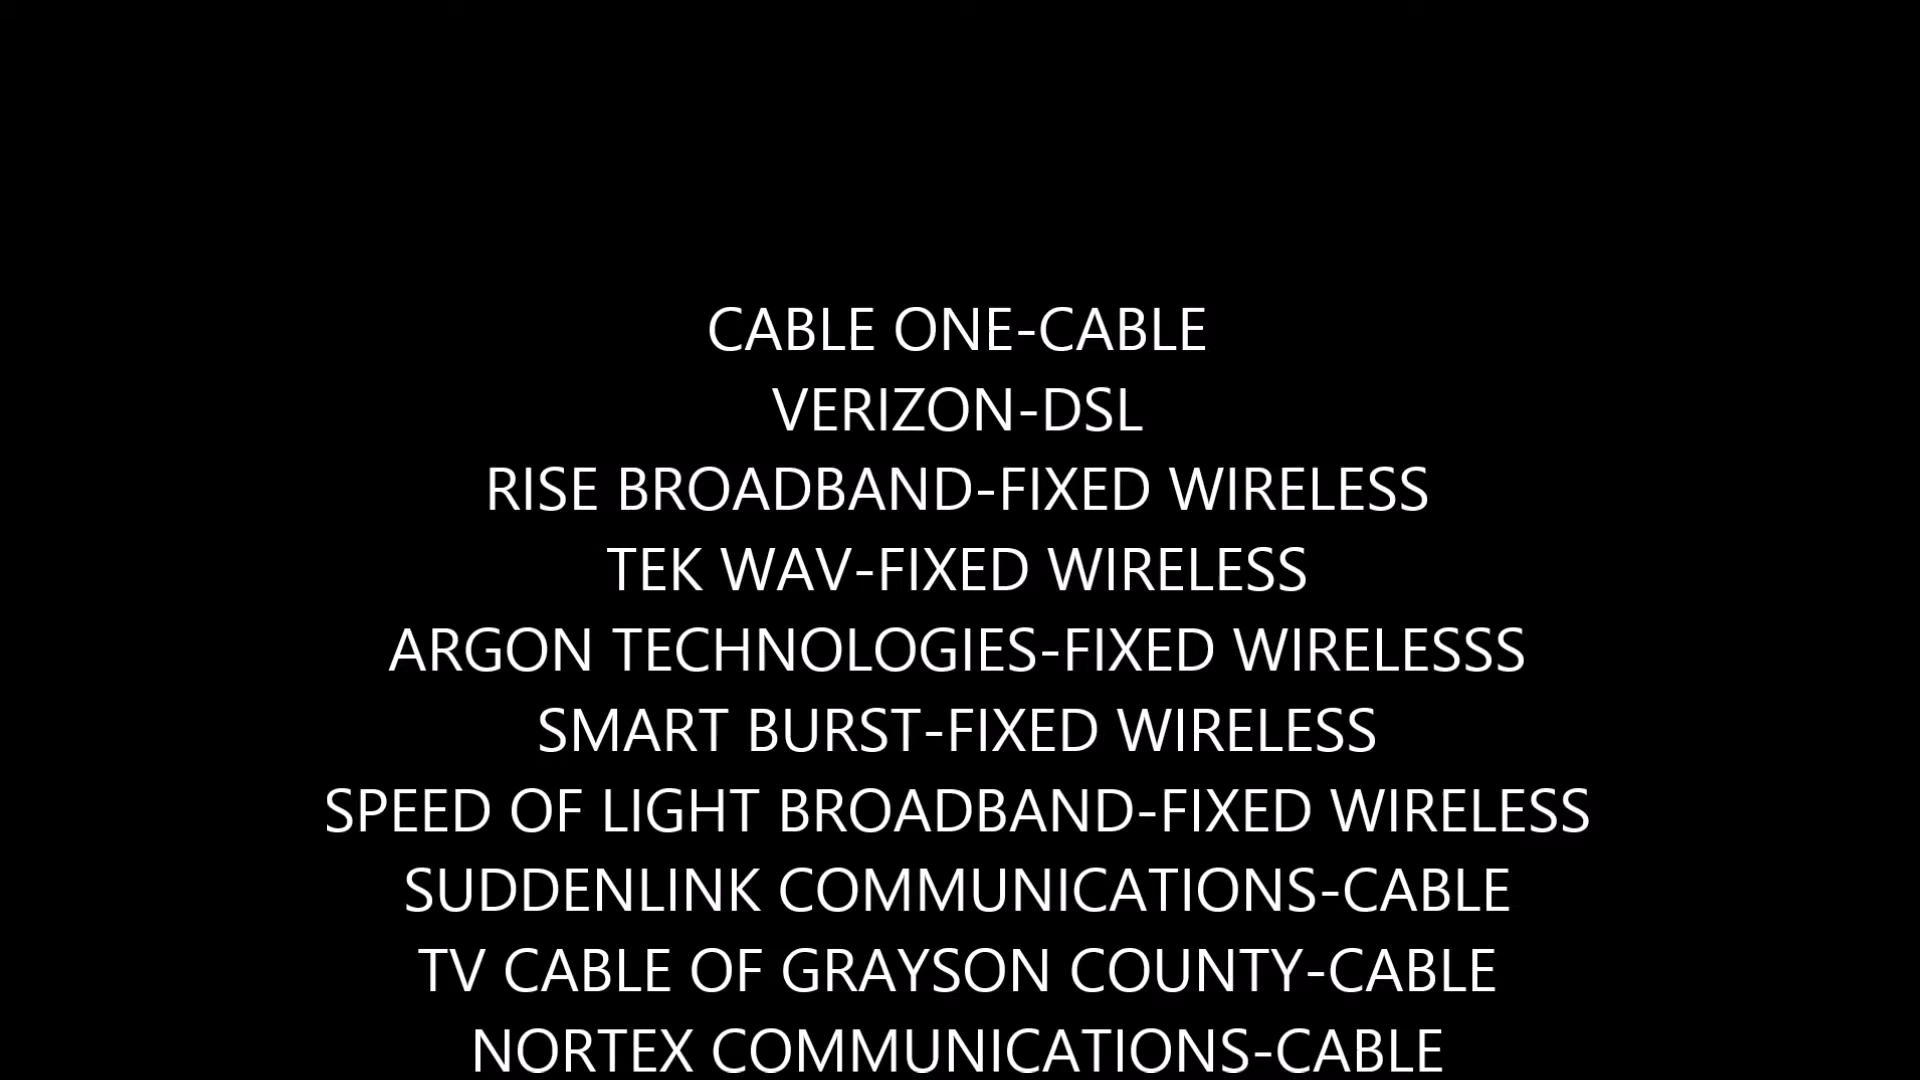 CABLE ONE-CABLE
VERIZON-DSL
RISE BROADBAND-FIXED WIRELESS
TEK WAV-FIXED WIRELESS
ARGON TECHNOLOGIES-FIXED WIRELESSS
SMART BURST-FIXED WIRELESS
SPEED OF LIGHT BROADBAND-FIXED WIRELESS
SUDDENLINK COMMUNICATIONS-CABLE
TV CABLE OF GRAYSON COUNTY-CABLE
NORTEX COMMUNICATIONS-CABLE